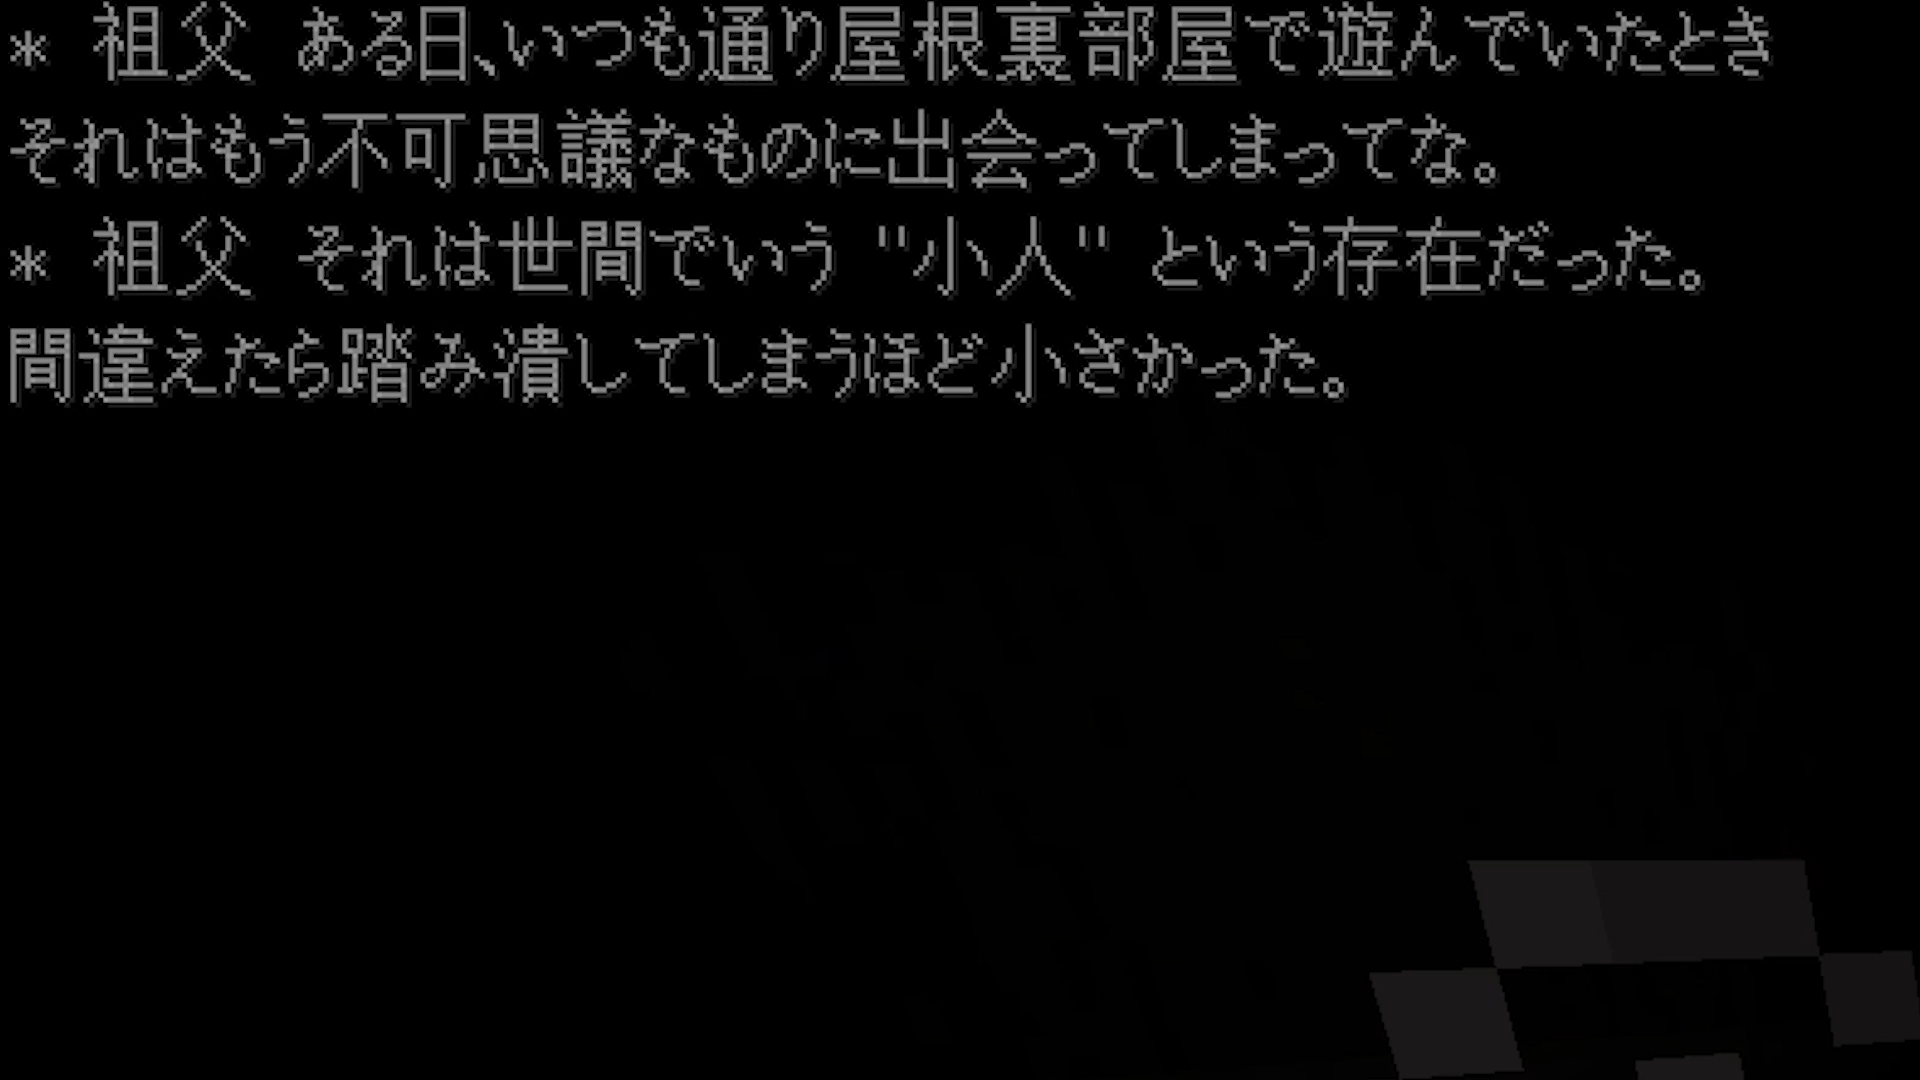 * 祖父 ある日、いつも通り屋根裏部屋で遊んでいたとき
それはもう不可思議なものに出会ってしまってな。
* 祖父 それは世間でいう "小人" という存在だった。
間違えたら踏み潰してしまうほど小さかった。